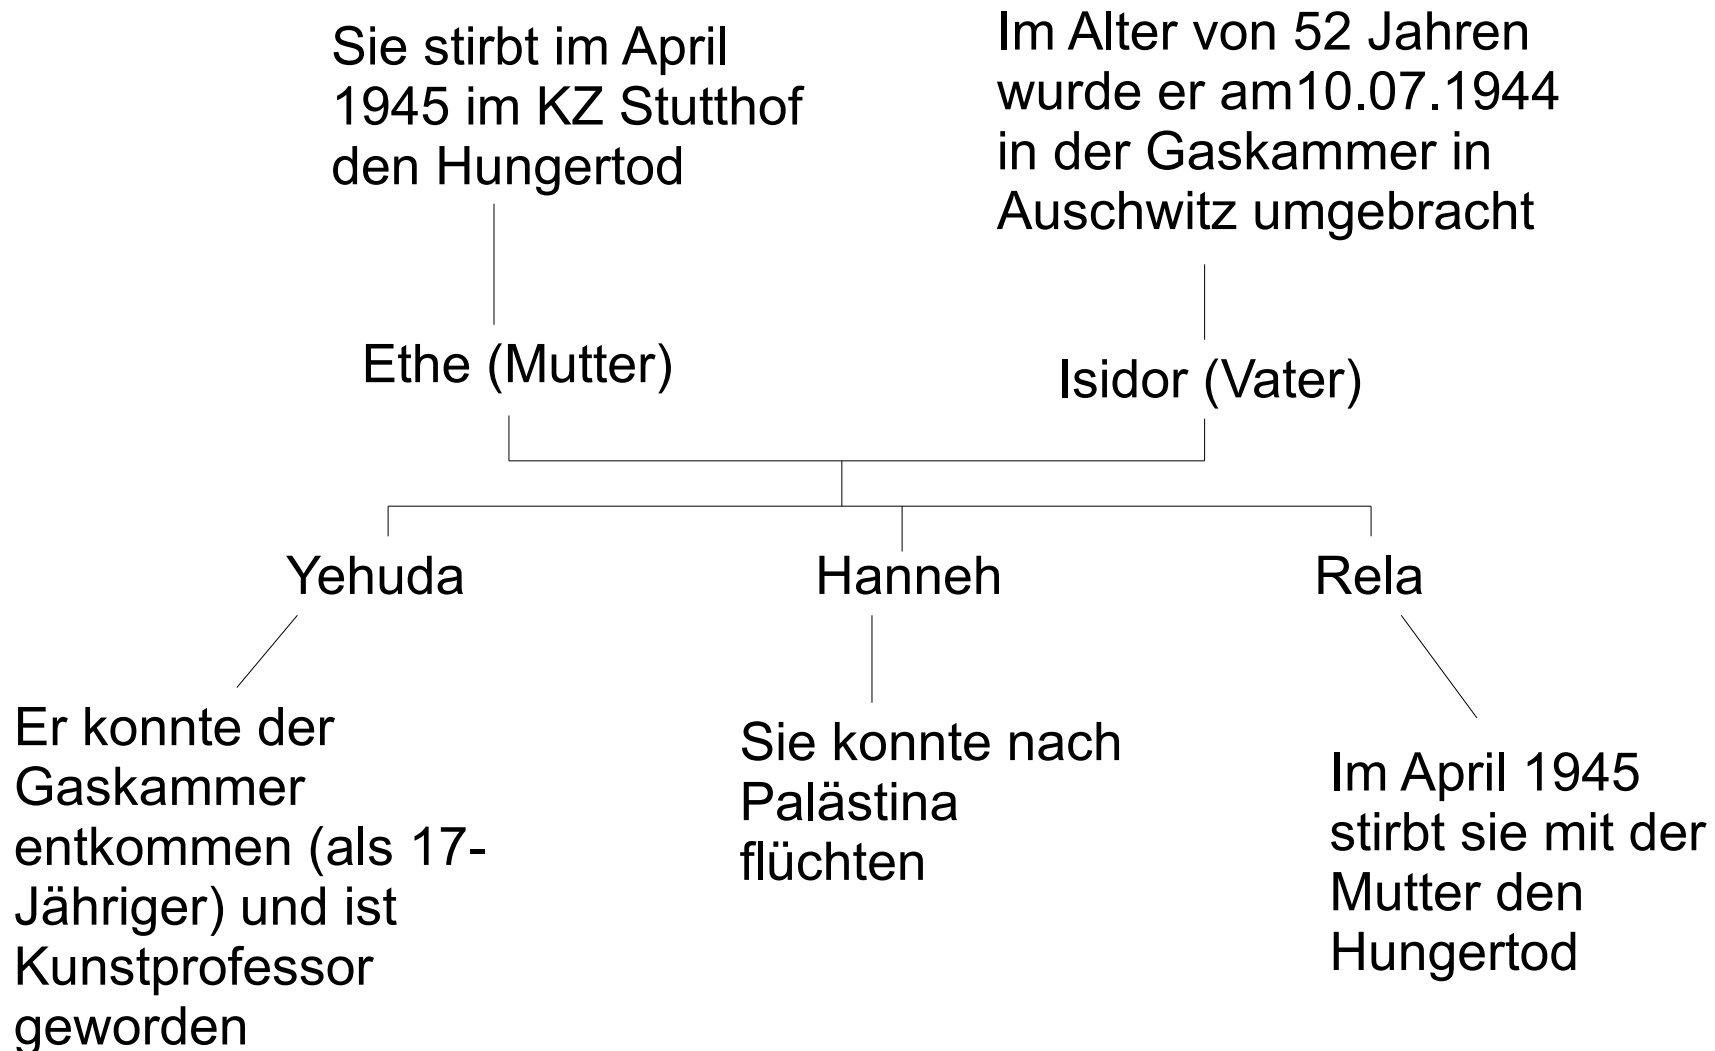 Sie stirbt im April
1945 im KZ Stutthof
den Hungertod
Im Alter von 52 Jahren
wurde er am10.07.1944
in der Gaskammer in
Auschwitz umgebracht
Ethe (Mutter)
Isidor (Vater)
Yehuda
Hanneh
Rela
Er konnte der
Gaskammer
entkommen (als 17-
Jähriger) und ist
Kunstprofessor
geworden
Sie konnte nach
Palästina
flüchten
Im April 1945
stirbt sie mit der
Mutter den
Hungertod